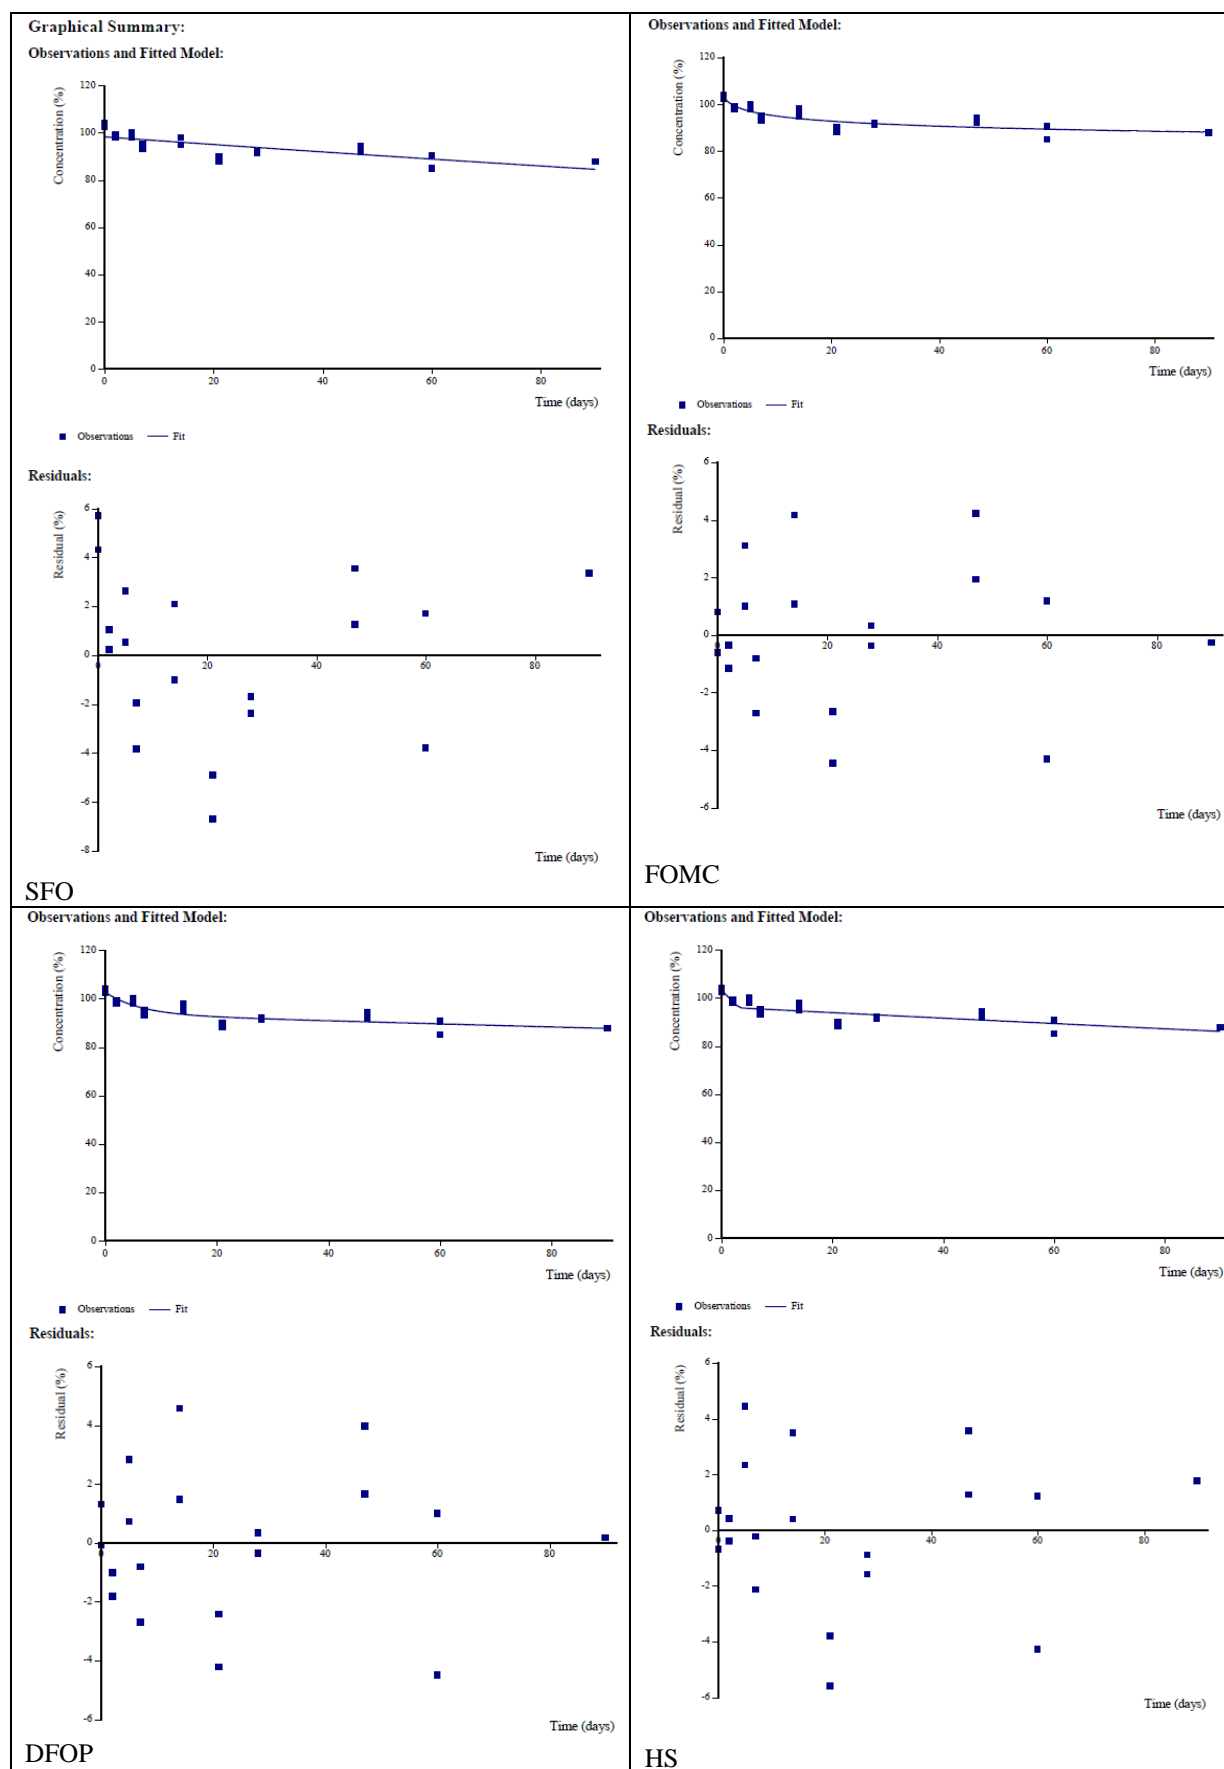 Graphical Summary:
Observations and Fitted Model:
Concentration (%)
120
100
80
60
40
20
0
0
20
40
60
80
Time (days)
Observations
Fit
Residuals:
Residual (%)
6
4
2
0
-2
-4
-6
-8
0
20
40
60
80
Time (days)
SFO
Observations and Fitted Model:
Concentration (%)
120
100
80
60
40
20
0
0
20
40
60
80
Time (days)
Observations
Fit
Residuals:
Residual (%)
6
4
2
0
-2
-4
-6
0
20
40
60
80
Time (days)
FOMC
Observations and Fitted Model:
Concentration (%)
120
100
80
60
40
20
0
0
20
40
60
80
Time (days)
Observations
Fit
Residuals:
Residual (%)
6
4
2
0
-2
-4
-6
0
20
40
60
80
Time (days)
DFOP
Observations and Fitted Model:
Concentration (%)
120
100
80
60
40
20
0
0
20
40
60
80
Time (days)
Observations
Fit
Residuals:
Residual (%)
6
4
2
0
-2
-4
-6
0
20
40
60
80
Time (days)
HS